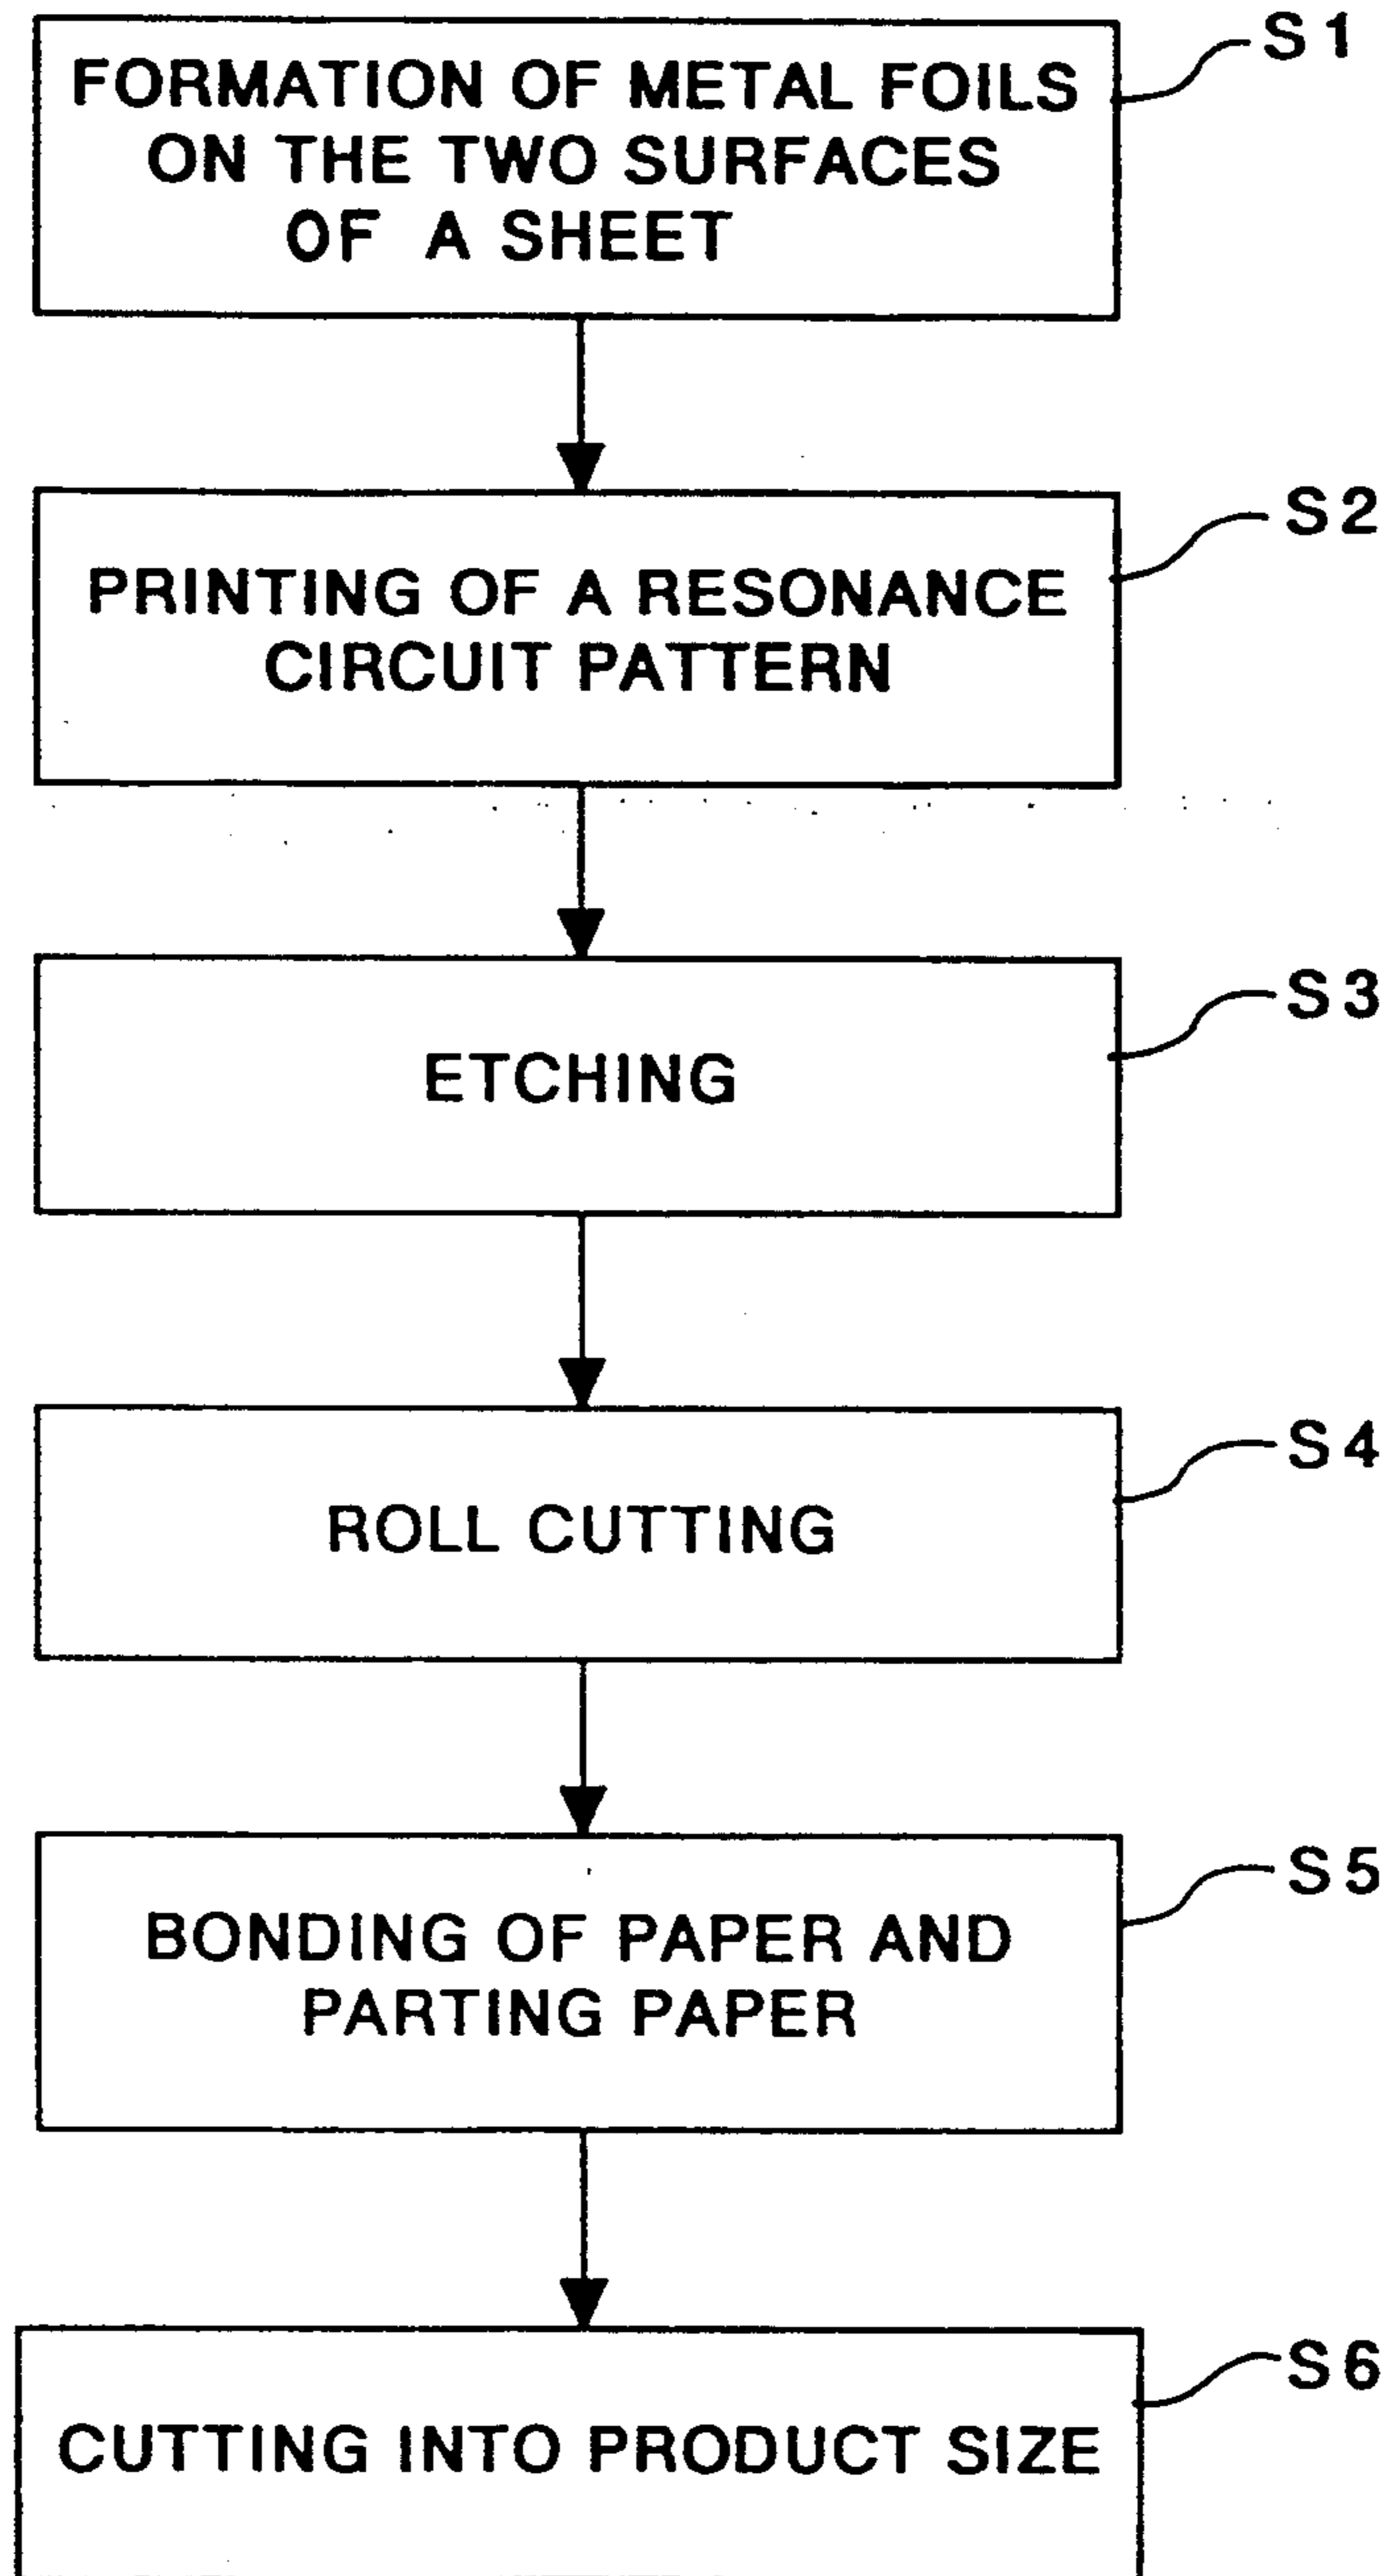 S1
FORMATION OF METAL FOILS
ON THE TWO SURFACES
OF A SHEET
S2
PRINTING OF A RESONANCE
CIRCUIT PATTERN
S3
ETCHING
S4
ROLL CUTTING
S5
BONDING OF PAPER AND
PARTING PAPER
S6
CUTTING INTO PRODUCT SIZE